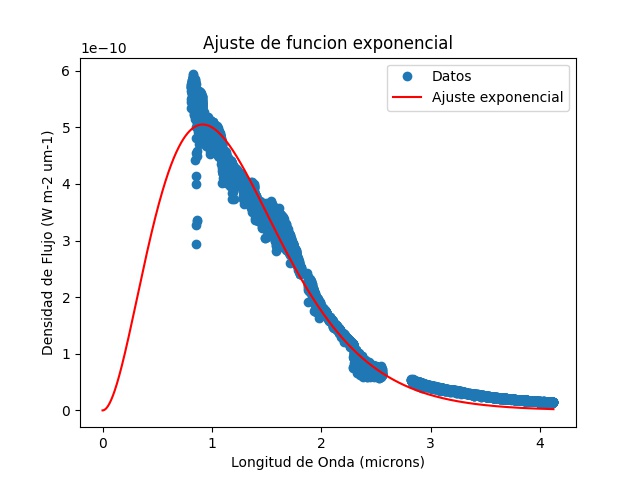 Ajuste de funcion exponencial
1e−10
Datos
Ajuste exponencial
6
5
4
3
2
1
0
Densidad de Flujo (W m-2 um-1)
0 1 2 3 4
Longitud de Onda (microns)